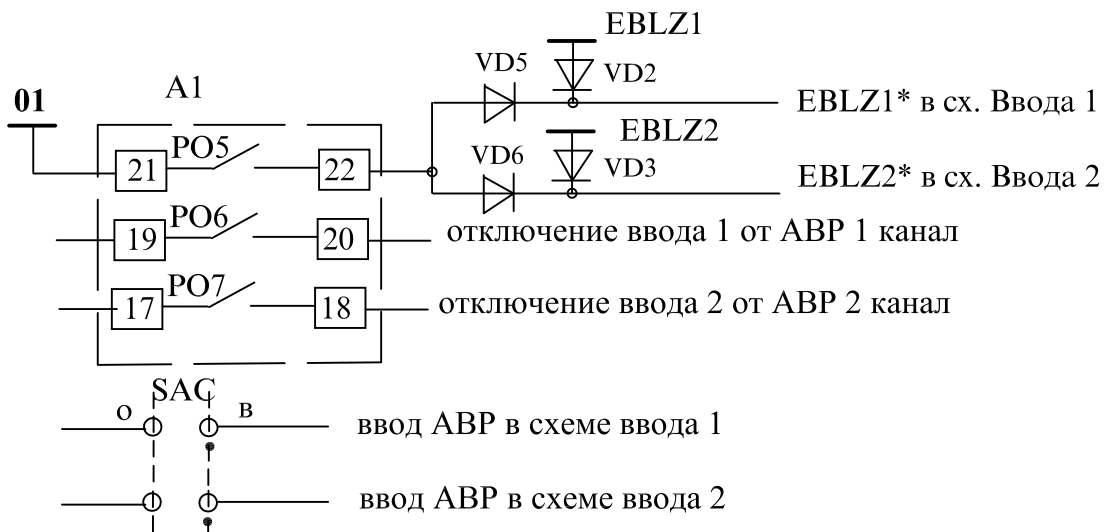 EBLZ1
VD5
VD2
01
A1
EBLZ1* в сх. Ввода 1
EBLZ2
PO5
VD6
VD3
21
22
EBLZ2* в сх. Ввода 2
PO6
19
20
отключение ввода 1 от АВР 1 канал
PO7
17
18
отключение ввода 2 от АВР 2 канал
SAC
о
в
ввод АВР в схеме ввода 1
ввод АВР в схеме ввода 2